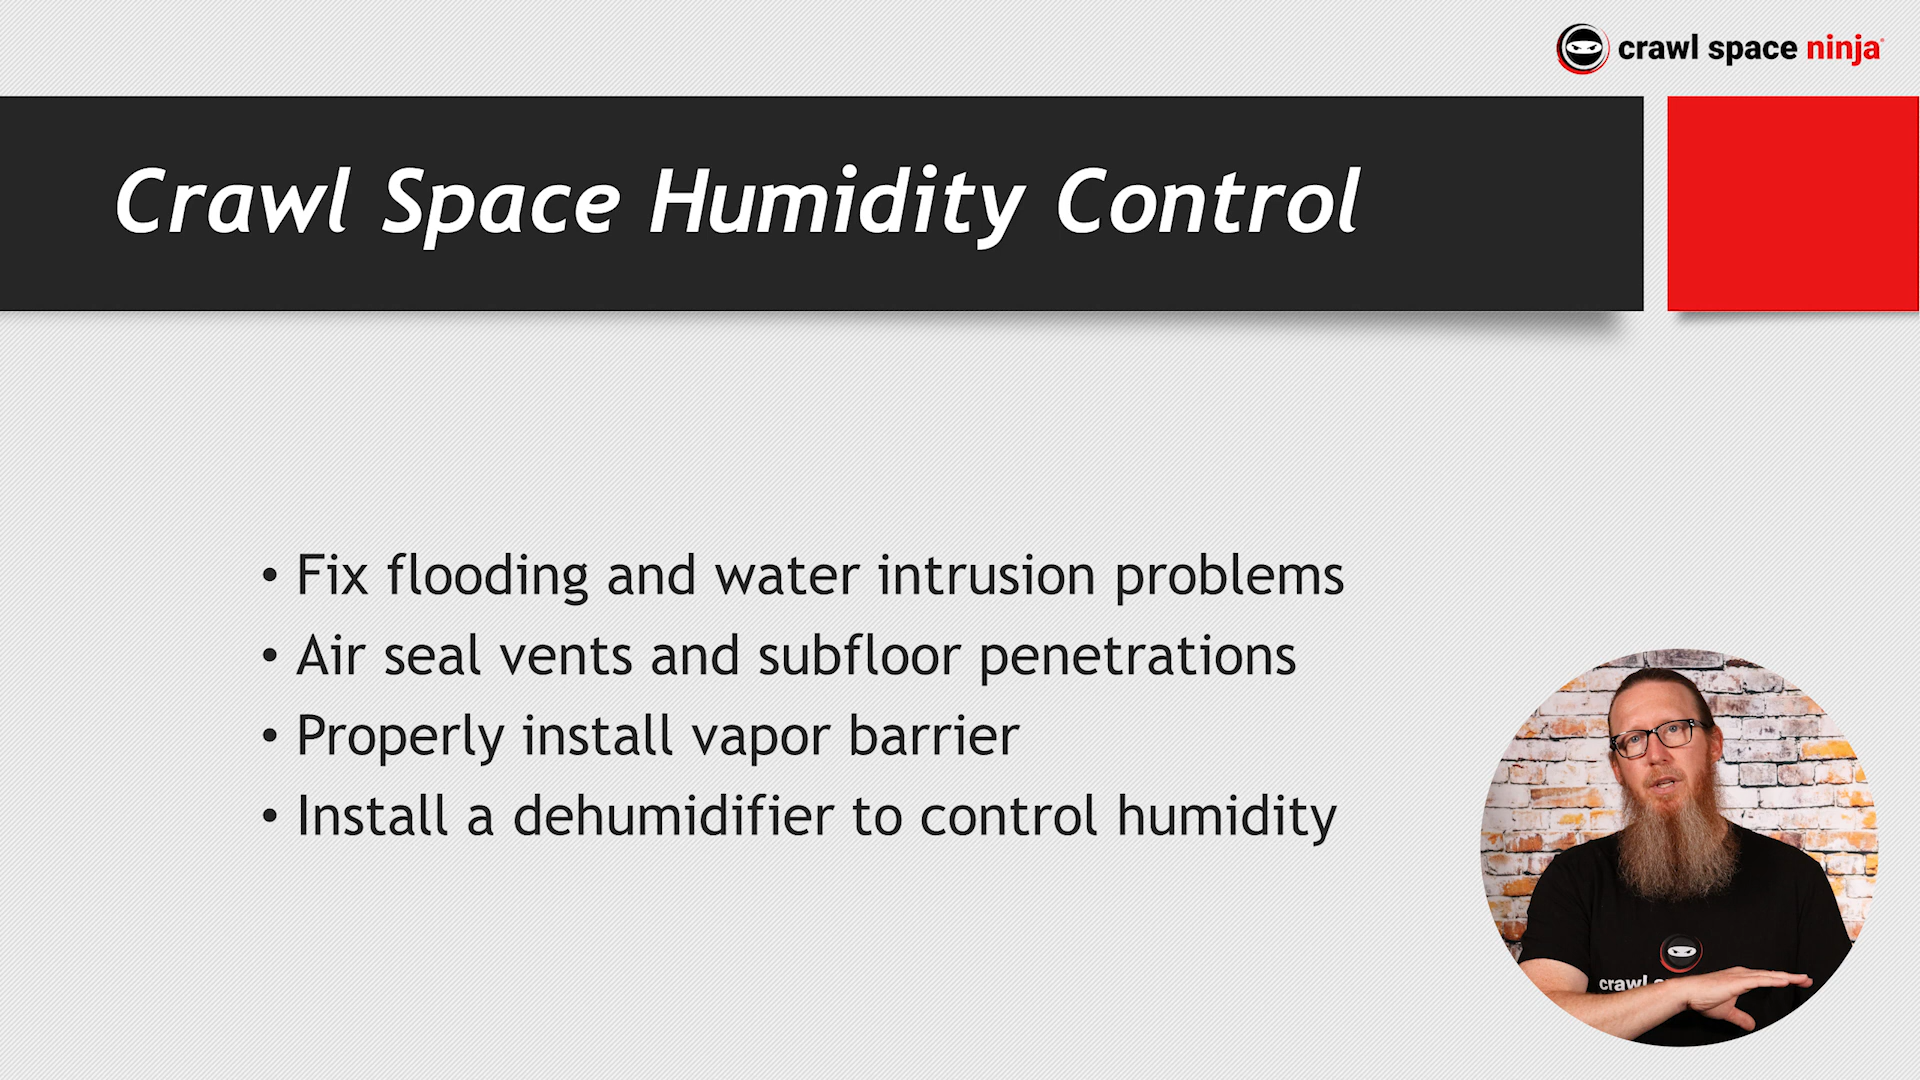 crawl space ninja
Crawl Space Humidity Control
• Fix flooding and water intrusion problems
• Air seal vents and subfloor penetrations
• Properly install vapor barrier
• Install a dehumidifier to control humidity
crawl